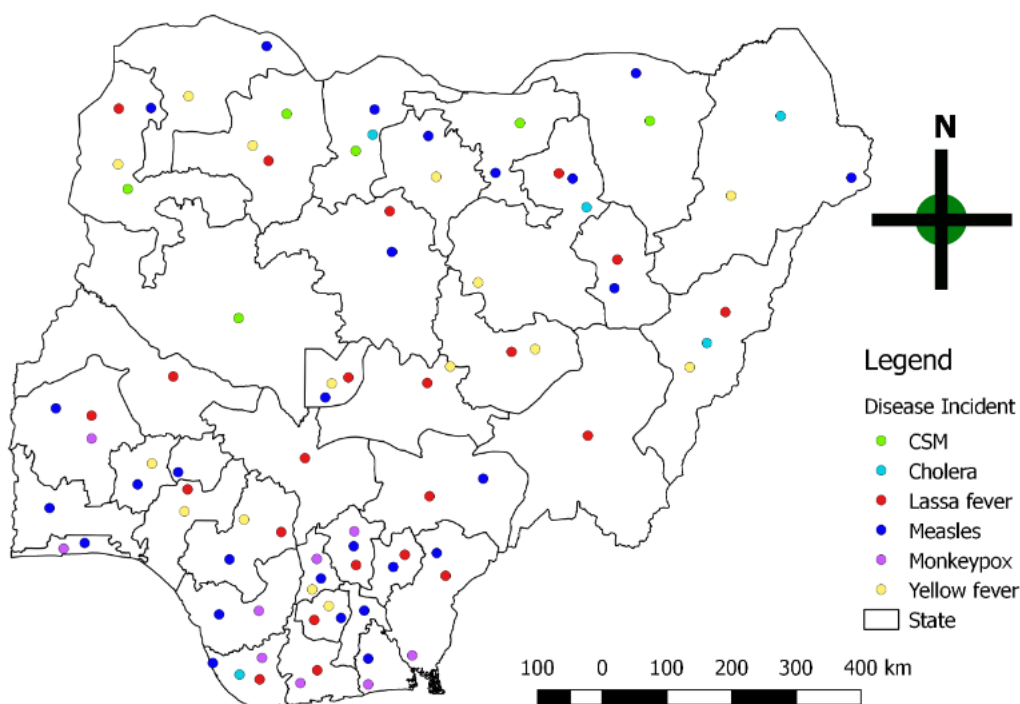 N
Legend
Disease Incident
CSM
Cholera
Lassa fever
Measles
Monkeypox
Yellow fever
State
100 0 100 200 300 400 km